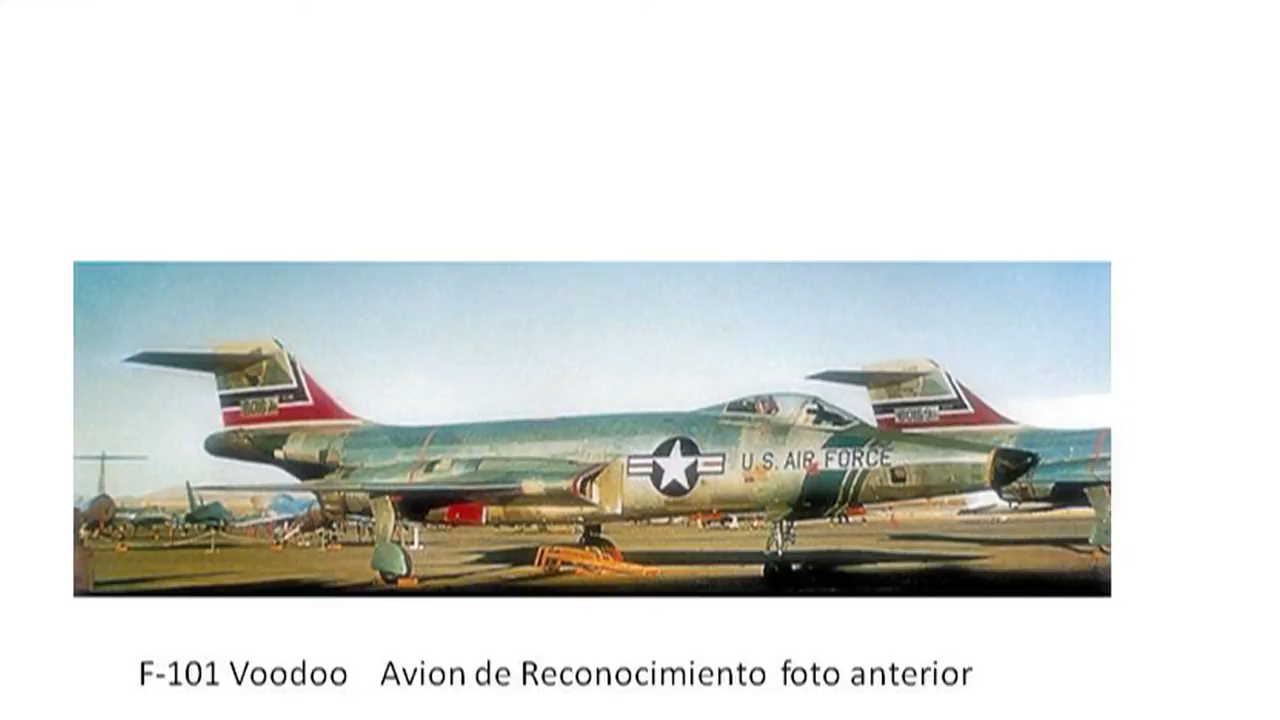 U.S. AIR FORCE
F-101 Voodoo Avion de Reconocimiento foto anterior